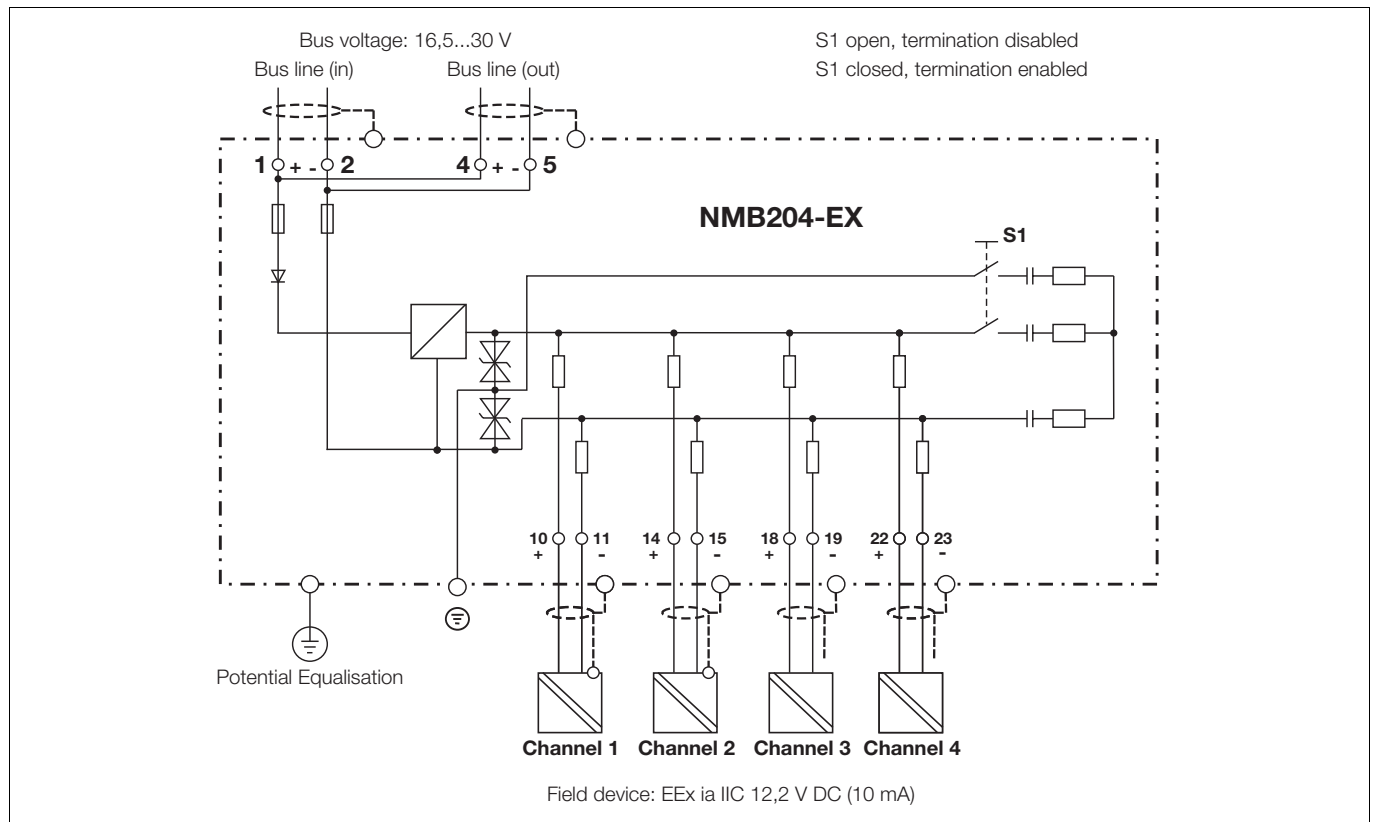 Bus voltage: 16,5...30 V
S1 open, termination disabled
Bus line (in)
Bus line (out)
S1 closed, termination enabled
1 + - 2
4 + - 5
NMB204-EX
S1
10 11 14 15 18 19 22 23
+ - + - + - + -
Potential Equalisation
Channel 1 Channel 2 Channel 3 Channel 4
Field device: EEx ia IIC 12,2 V DC (10 mA)